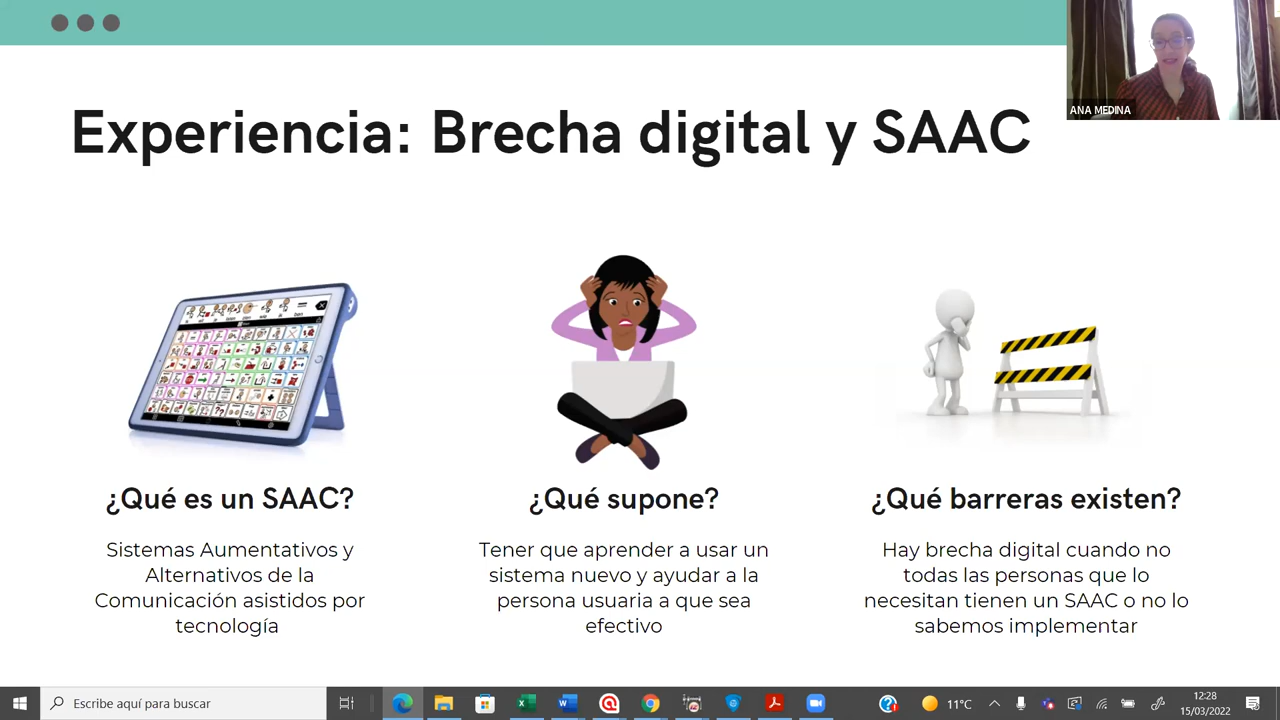 ANA MEDINA
Experiencia: Brecha digital y SAAC
¿Qué es un SAAC?
Sistemas Aumentativos y
Alternativos de la
Comunicación asistidos por
tecnología
¿Qué supone?
Tener que aprender a usar un
sistema nuevo y ayudar a la
persona usuaria a que sea
efectivo
¿Qué barreras existen?
Hay brecha digital cuando no
todas las personas que lo
necesitan tienen un SAAC o no lo
sabemos implementar
Escribe aquí para buscar
11°C
12:28
15/03/2022